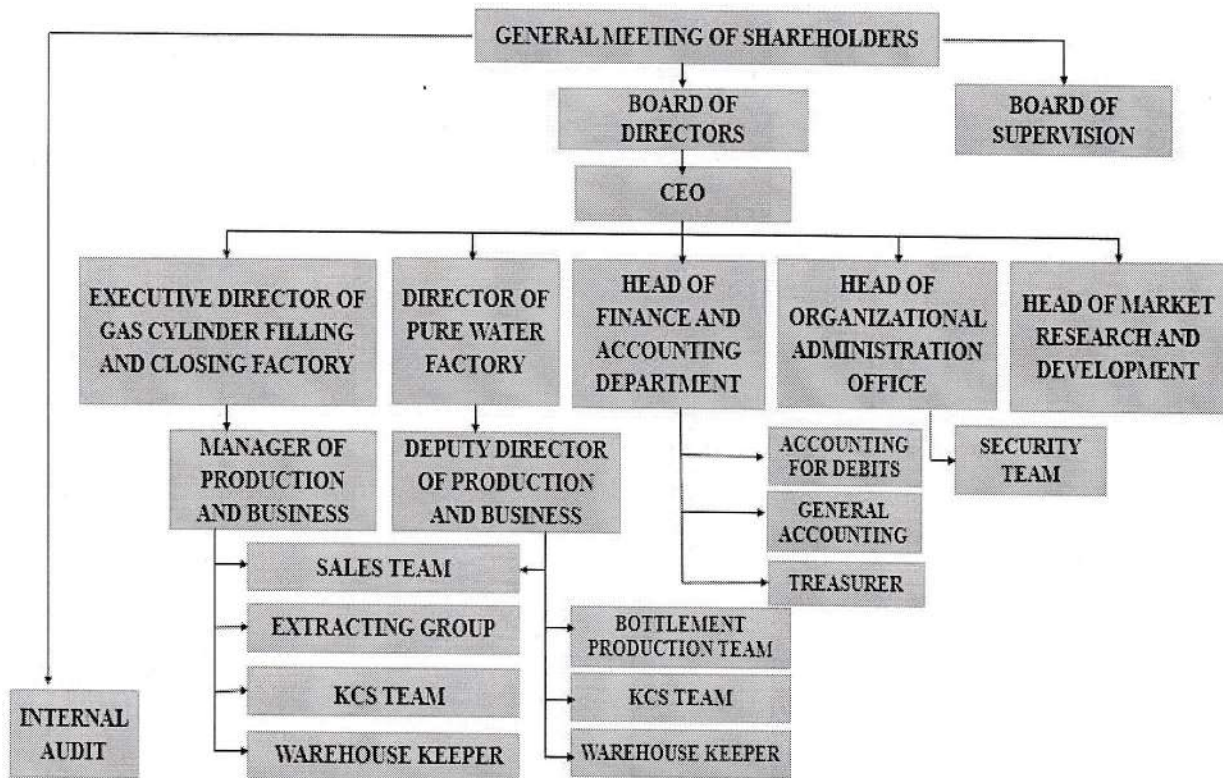 GENERAL MEETING OF SHAREHOLDERS
BOARD OF
DIRECTORS
BOARD OF
SUPERVISION
CEO
EXECUTIVE DIRECTOR OF
GAS CYLINDER FILLING
AND CLOSING FACTORY
DIRECTOR OF
PURE WATER
FACTORY
HEAD OF
FINANCE AND
ACCOUNTING
DEPARTMENT
HEAD OF
ORGANIZATIONAL
ADMINISTRATION
OFFICE
HEAD OF MARKET
RESEARCH AND
DEVELOPMENT
MANAGER OF
PRODUCTION
AND BUSINESS
DEPUTY DIRECTOR
OF PRODUCTION
AND BUSINESS
ACCOUNTING
FOR DEBITS
SECURITY
TEAM
GENERAL
ACCOUNTING
TREASURER
SALES TEAM
EXTRACTING GROUP
BOTTLEMENT
PRODUCTION TEAM
KCS TEAM
KCS TEAM
INTERNAL
AUDIT
WAREHOUSE KEEPER
WAREHOUSE KEEPER